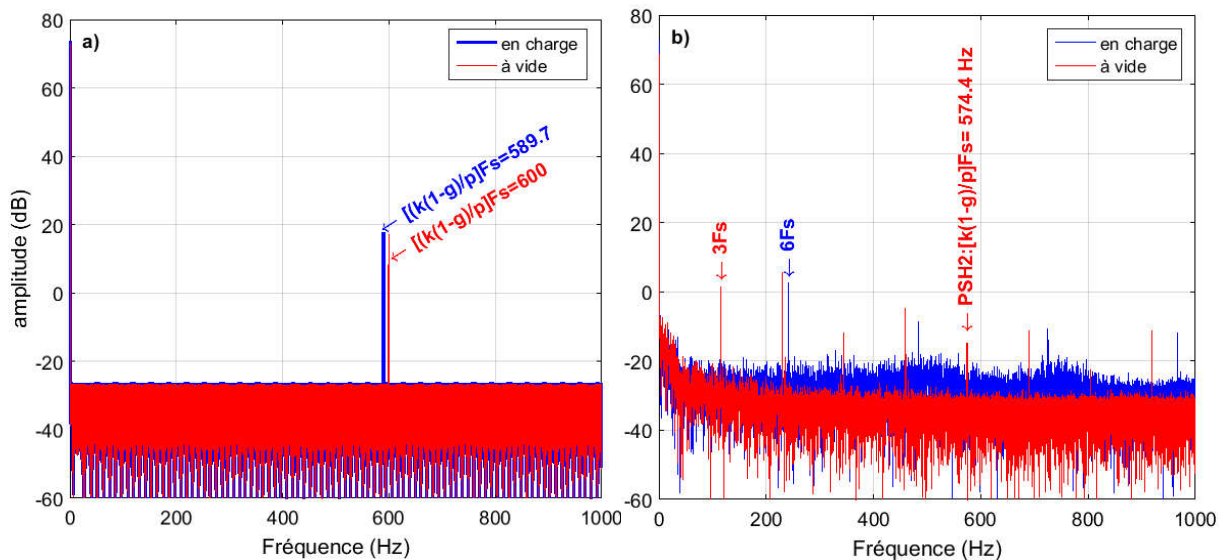 a)
en charge
à vide
[(k(1-g)/p]Fs=589.7
[(k(1-g)/p]Fs=600
amplitude (dB)
80
60
40
20
0
-20
-40
-60
0
200
400
600
800
1000
Fréquence (Hz)
b)
en charge
à vide
3Fs
6Fs
PSH2:[k(1-g)/p]Fs= 574.4 Hz
80
60
40
20
0
-20
-40
-60
0
200
400
600
800
1000
Fréquence (Hz)